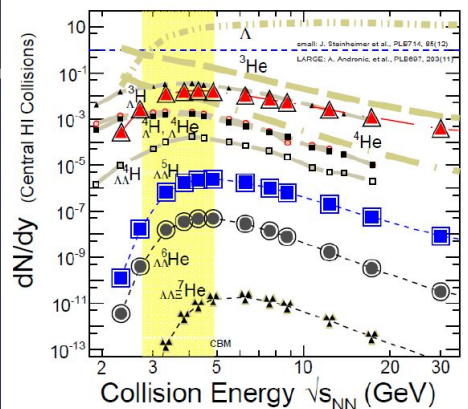 Λ
small: J. Steinheimer et al., PLB714, 85(12)
LARGE: A. Andronic, et al., PLB697, 203(11)
10
10⁻¹
10⁻³
10⁻⁵
10⁻⁷
10⁻⁹
10⁻¹¹
10⁻¹³
dN/dy (Central HI Collisions)
³He
³ΛH
⁴ΛH, ⁴ΛHe
⁴He
⁴ΛΛH
⁵ΛΛH
⁶ΛΛHe
⁷ΛΛΞHe
CBM
2 3 4 5 10 20 30
Collision Energy √sNN (GeV)